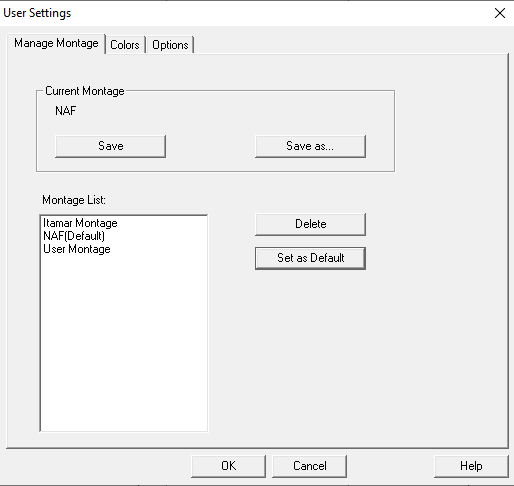 User Settings
Manage Montage
Colors
Options
Current Montage
NAF
Save
Save as...
Montage List:
Itamar Montage
NAF(Default)
User Montage
Delete
Set as Default
OK
Cancel
Help